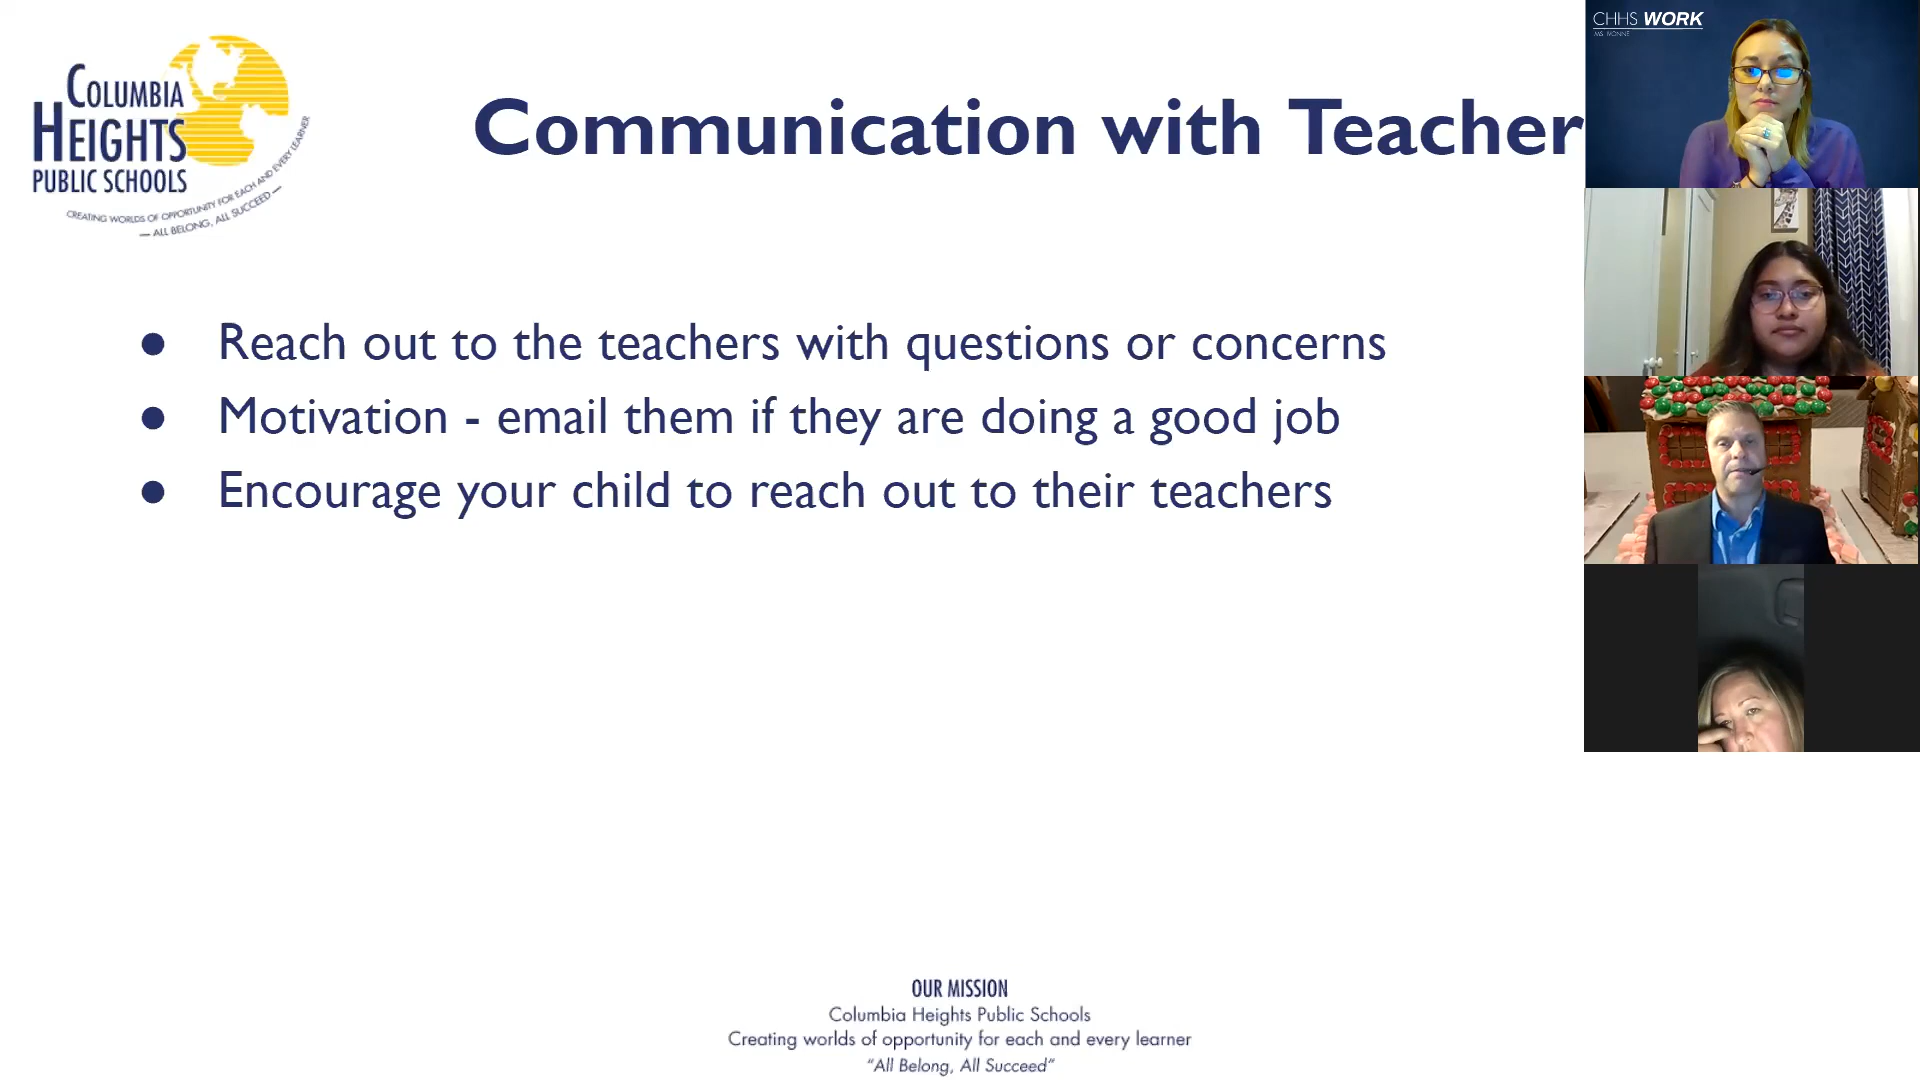 COLUMBIA
HEIGHTS
PUBLIC SCHOOLS
CREATING WORLDS OF OPPORTUNITY FOR EACH AND EVERY LEARNER
— ALL BELONG, ALL SUCCEED —
Communication with Teacher
CHHS WORK
MS. MONNE
● Reach out to the teachers with questions or concerns
● Motivation - email them if they are doing a good job
● Encourage your child to reach out to their teachers
OUR MISSION
Columbia Heights Public Schools
Creating worlds of opportunity for each and every learner
“All Belong, All Succeed”